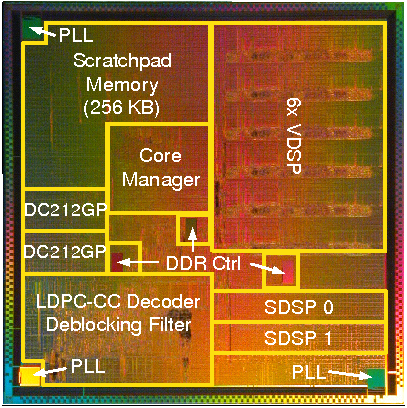 PLL
Scratchpad
Memory
(256 KB)
6x VDSP
Core
Manager
DC212GP
DC212GP
DDR Ctrl
LDPC-CC Decoder
Deblocking Filter
SDSP 0
SDSP 1
PLL
PLL